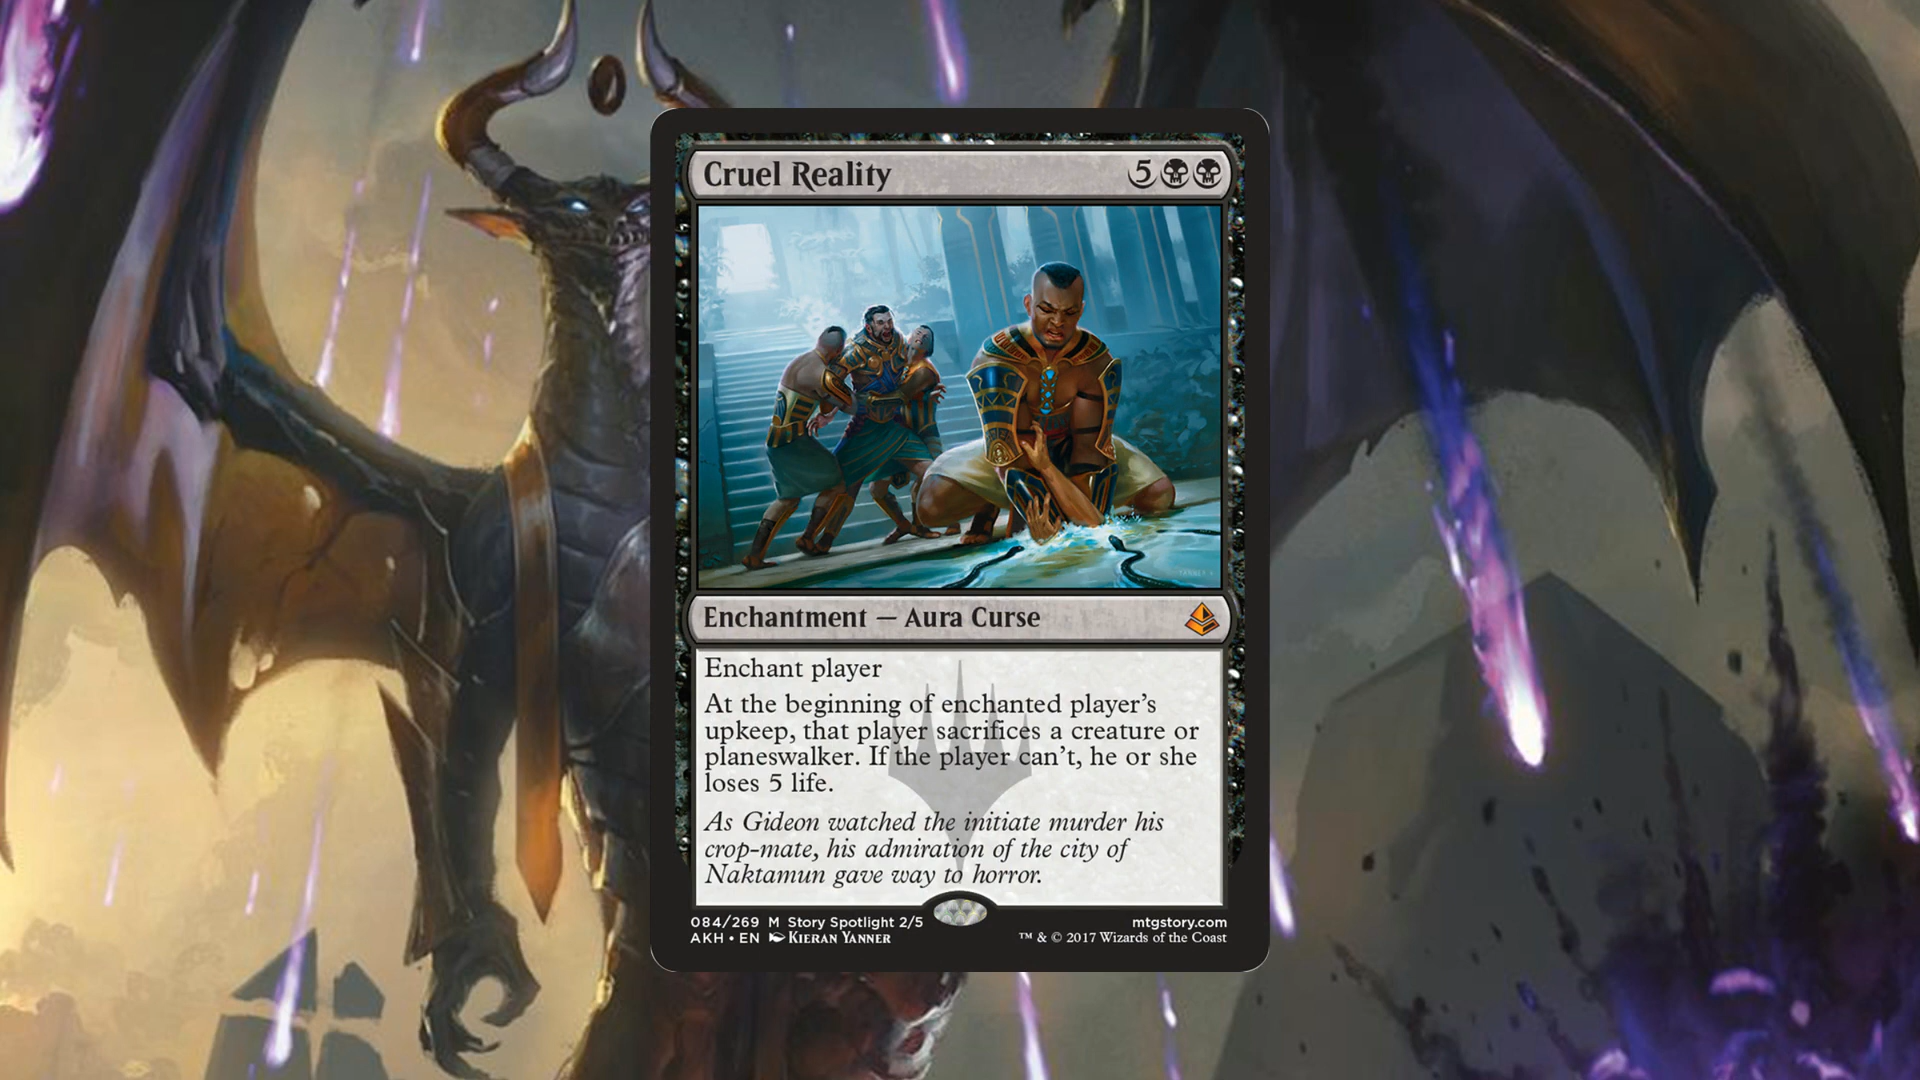 Cruel Reality 5
Enchantment — Aura Curse
Enchant player
At the beginning of enchanted player's
upkeep, that player sacrifices a creature or
planeswalker. If the player can't, he or she
loses 5 life.
As Gideon watched the initiate murder his
crop-mate, his admiration of the city of
Naktamun gave way to horror.
084/269 M Story Spotlight 2/5
mtgstory.com
AKH • EN KIERAN YANNER
™ & © 2017 Wizards of the Coast